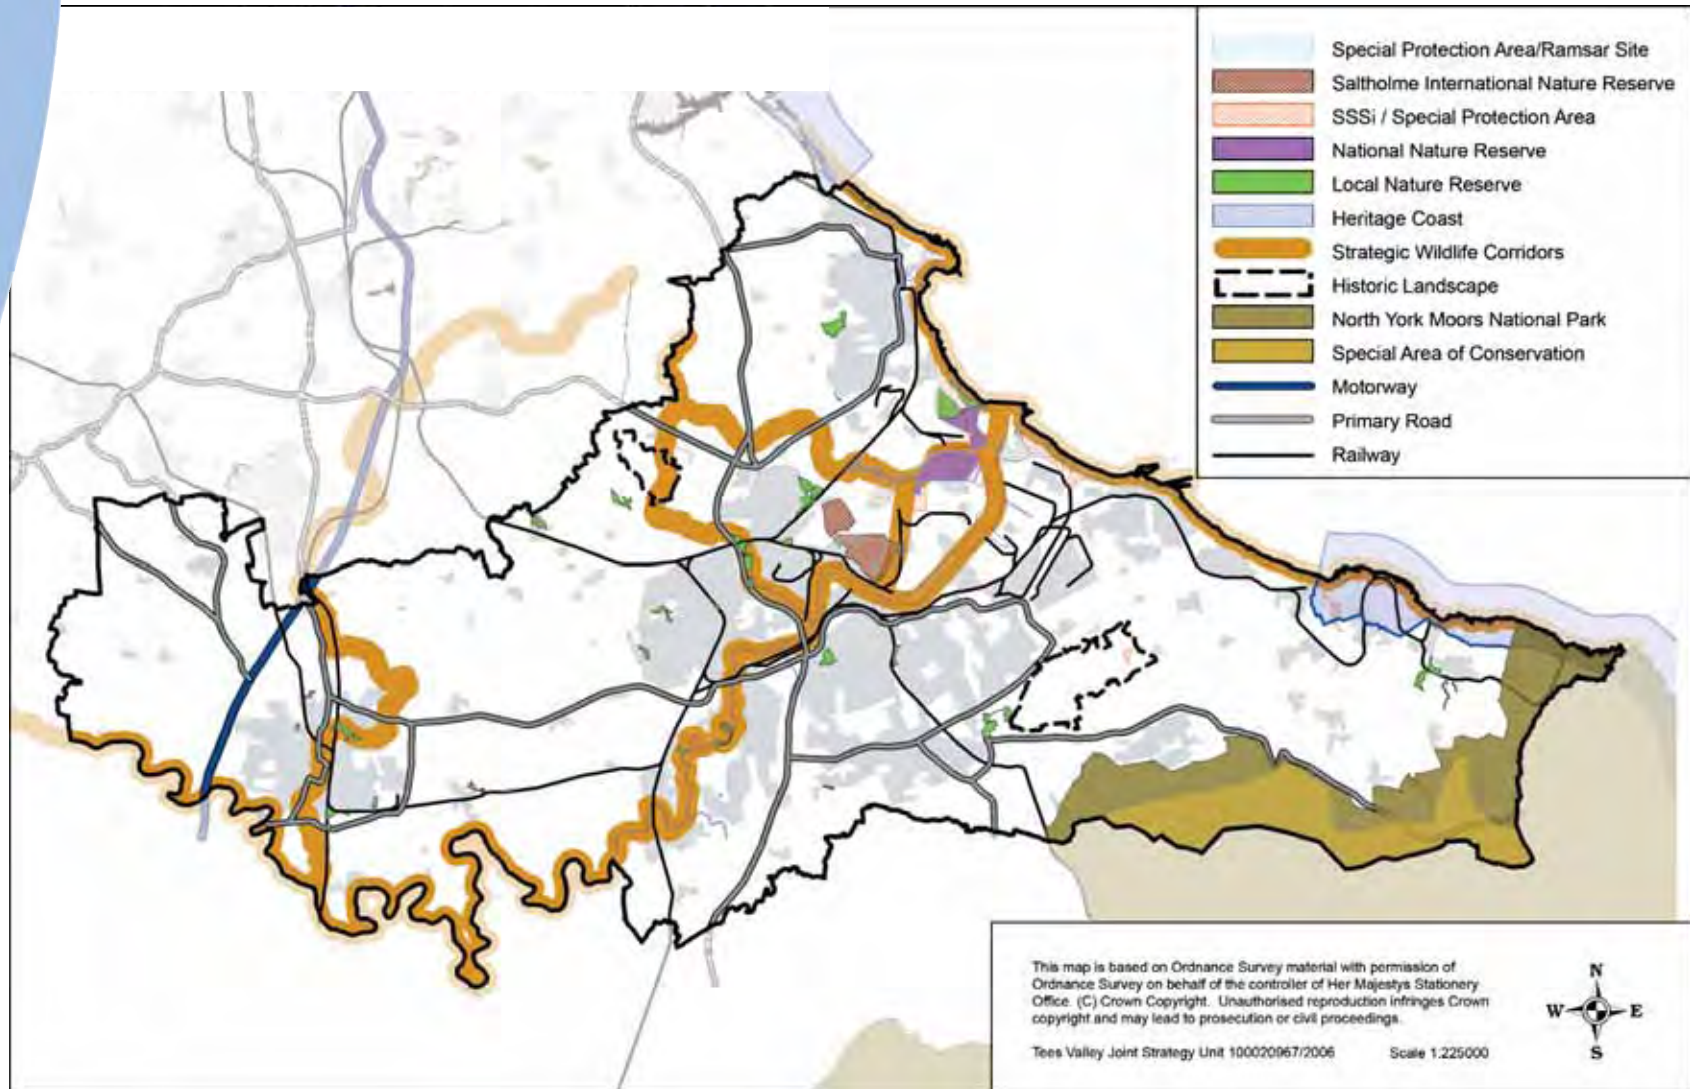 Special Protection Area/Ramsar Site
Saltholme International Nature Reserve
SSSi / Special Protection Area
National Nature Reserve
Local Nature Reserve
Heritage Coast
Strategic Wildlife Corridors
Historic Landscape
North York Moors National Park
Special Area of Conservation
Motorway
Primary Road
Railway
This map is based on Ordnance Survey material with permission of
Ordnance Survey on behalf of the controller of Her Majestys Stationery
Office. (C) Crown Copyright. Unauthorised reproduction infringes Crown
copyright and may lead to prosecution or civil proceedings.
Tees Valley Joint Strategy Unit 100020967/2006 Scale 1:225000
N
W E
S